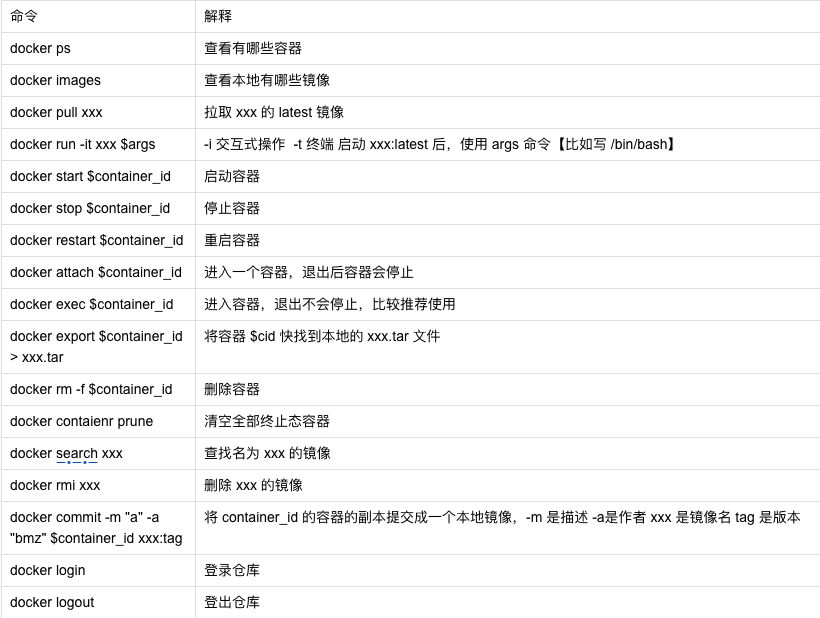 命令 解释
docker ps 查看有哪些容器
docker images 查看本地有哪些镜像
docker pull xxx 拉取 xxx 的 latest 镜像
docker run -it xxx $args -i 交互式操作 -t 终端 启动 xxx:latest 后，使用 args 命令【比如写 /bin/bash】
docker start $container_id 启动容器
docker stop $container_id 停止容器
docker restart $container_id 重启容器
docker attach $container_id 进入一个容器，退出后容器会停止
docker exec $container_id 进入容器，退出不会停止，比较推荐使用
docker export $container_id 将容器 $cid 快找到本地的 xxx.tar 文件
> xxx.tar
docker rm -f $container_id 删除容器
docker contaienr prune 清空全部终止态容器
docker search xxx 查找名为 xxx 的镜像
docker rmi xxx 删除 xxx 的镜像
docker commit -m "a" -a 将 container_id 的容器的副本提交成一个本地镜像，-m 是描述 -a是作者 xxx 是镜像名 tag 是版本
"bmz" $container_id xxx:tag
docker login 登录仓库
docker logout 登出仓库